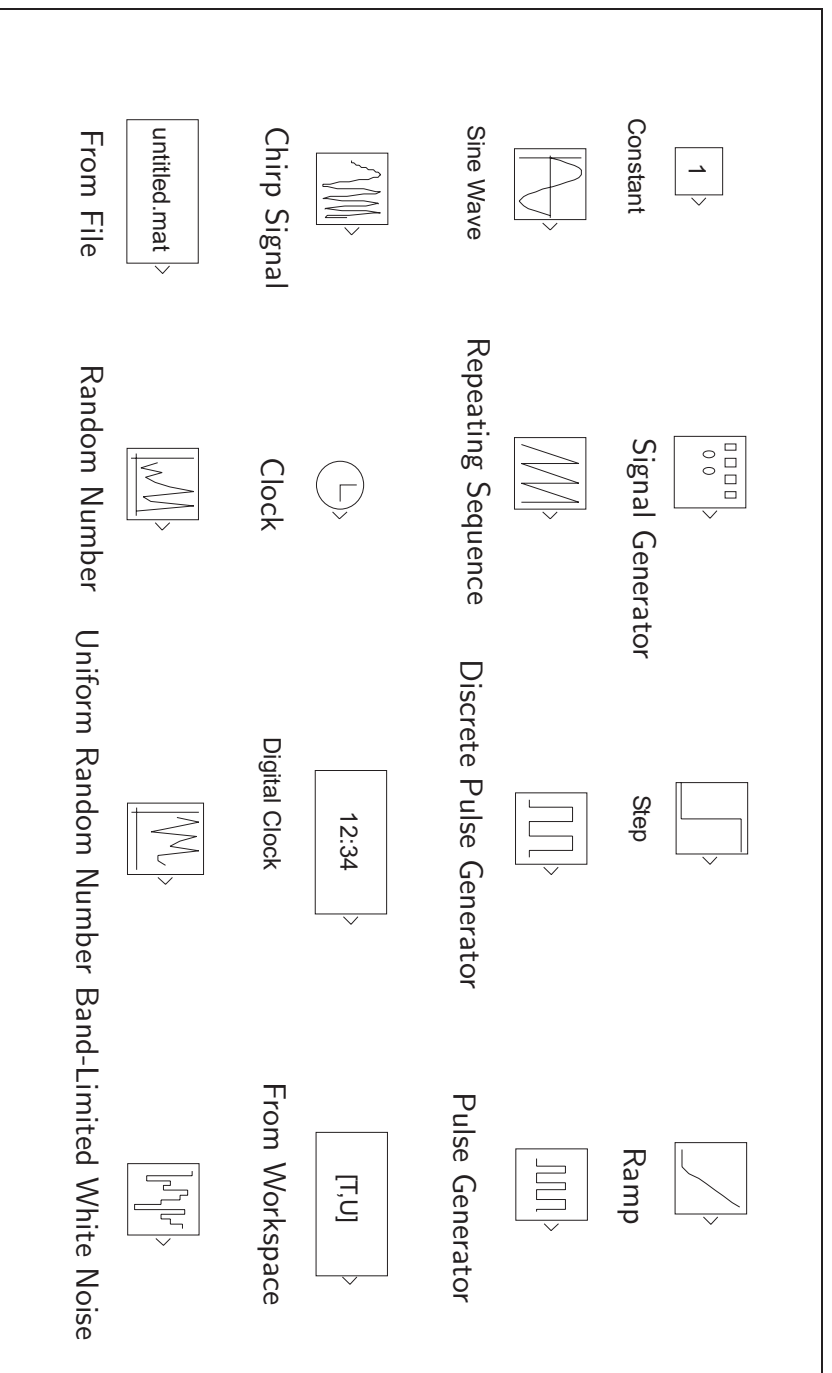 1
Constant
Signal Generator
Step
Ramp
Sine Wave
Repeating Sequence
Discrete Pulse Generator
Pulse Generator
Chirp Signal
Clock
12:34
Digital Clock
[T,U]
From Workspace
untitled.mat
From File
Random Number
Uniform Random Number
Band-Limited White Noise